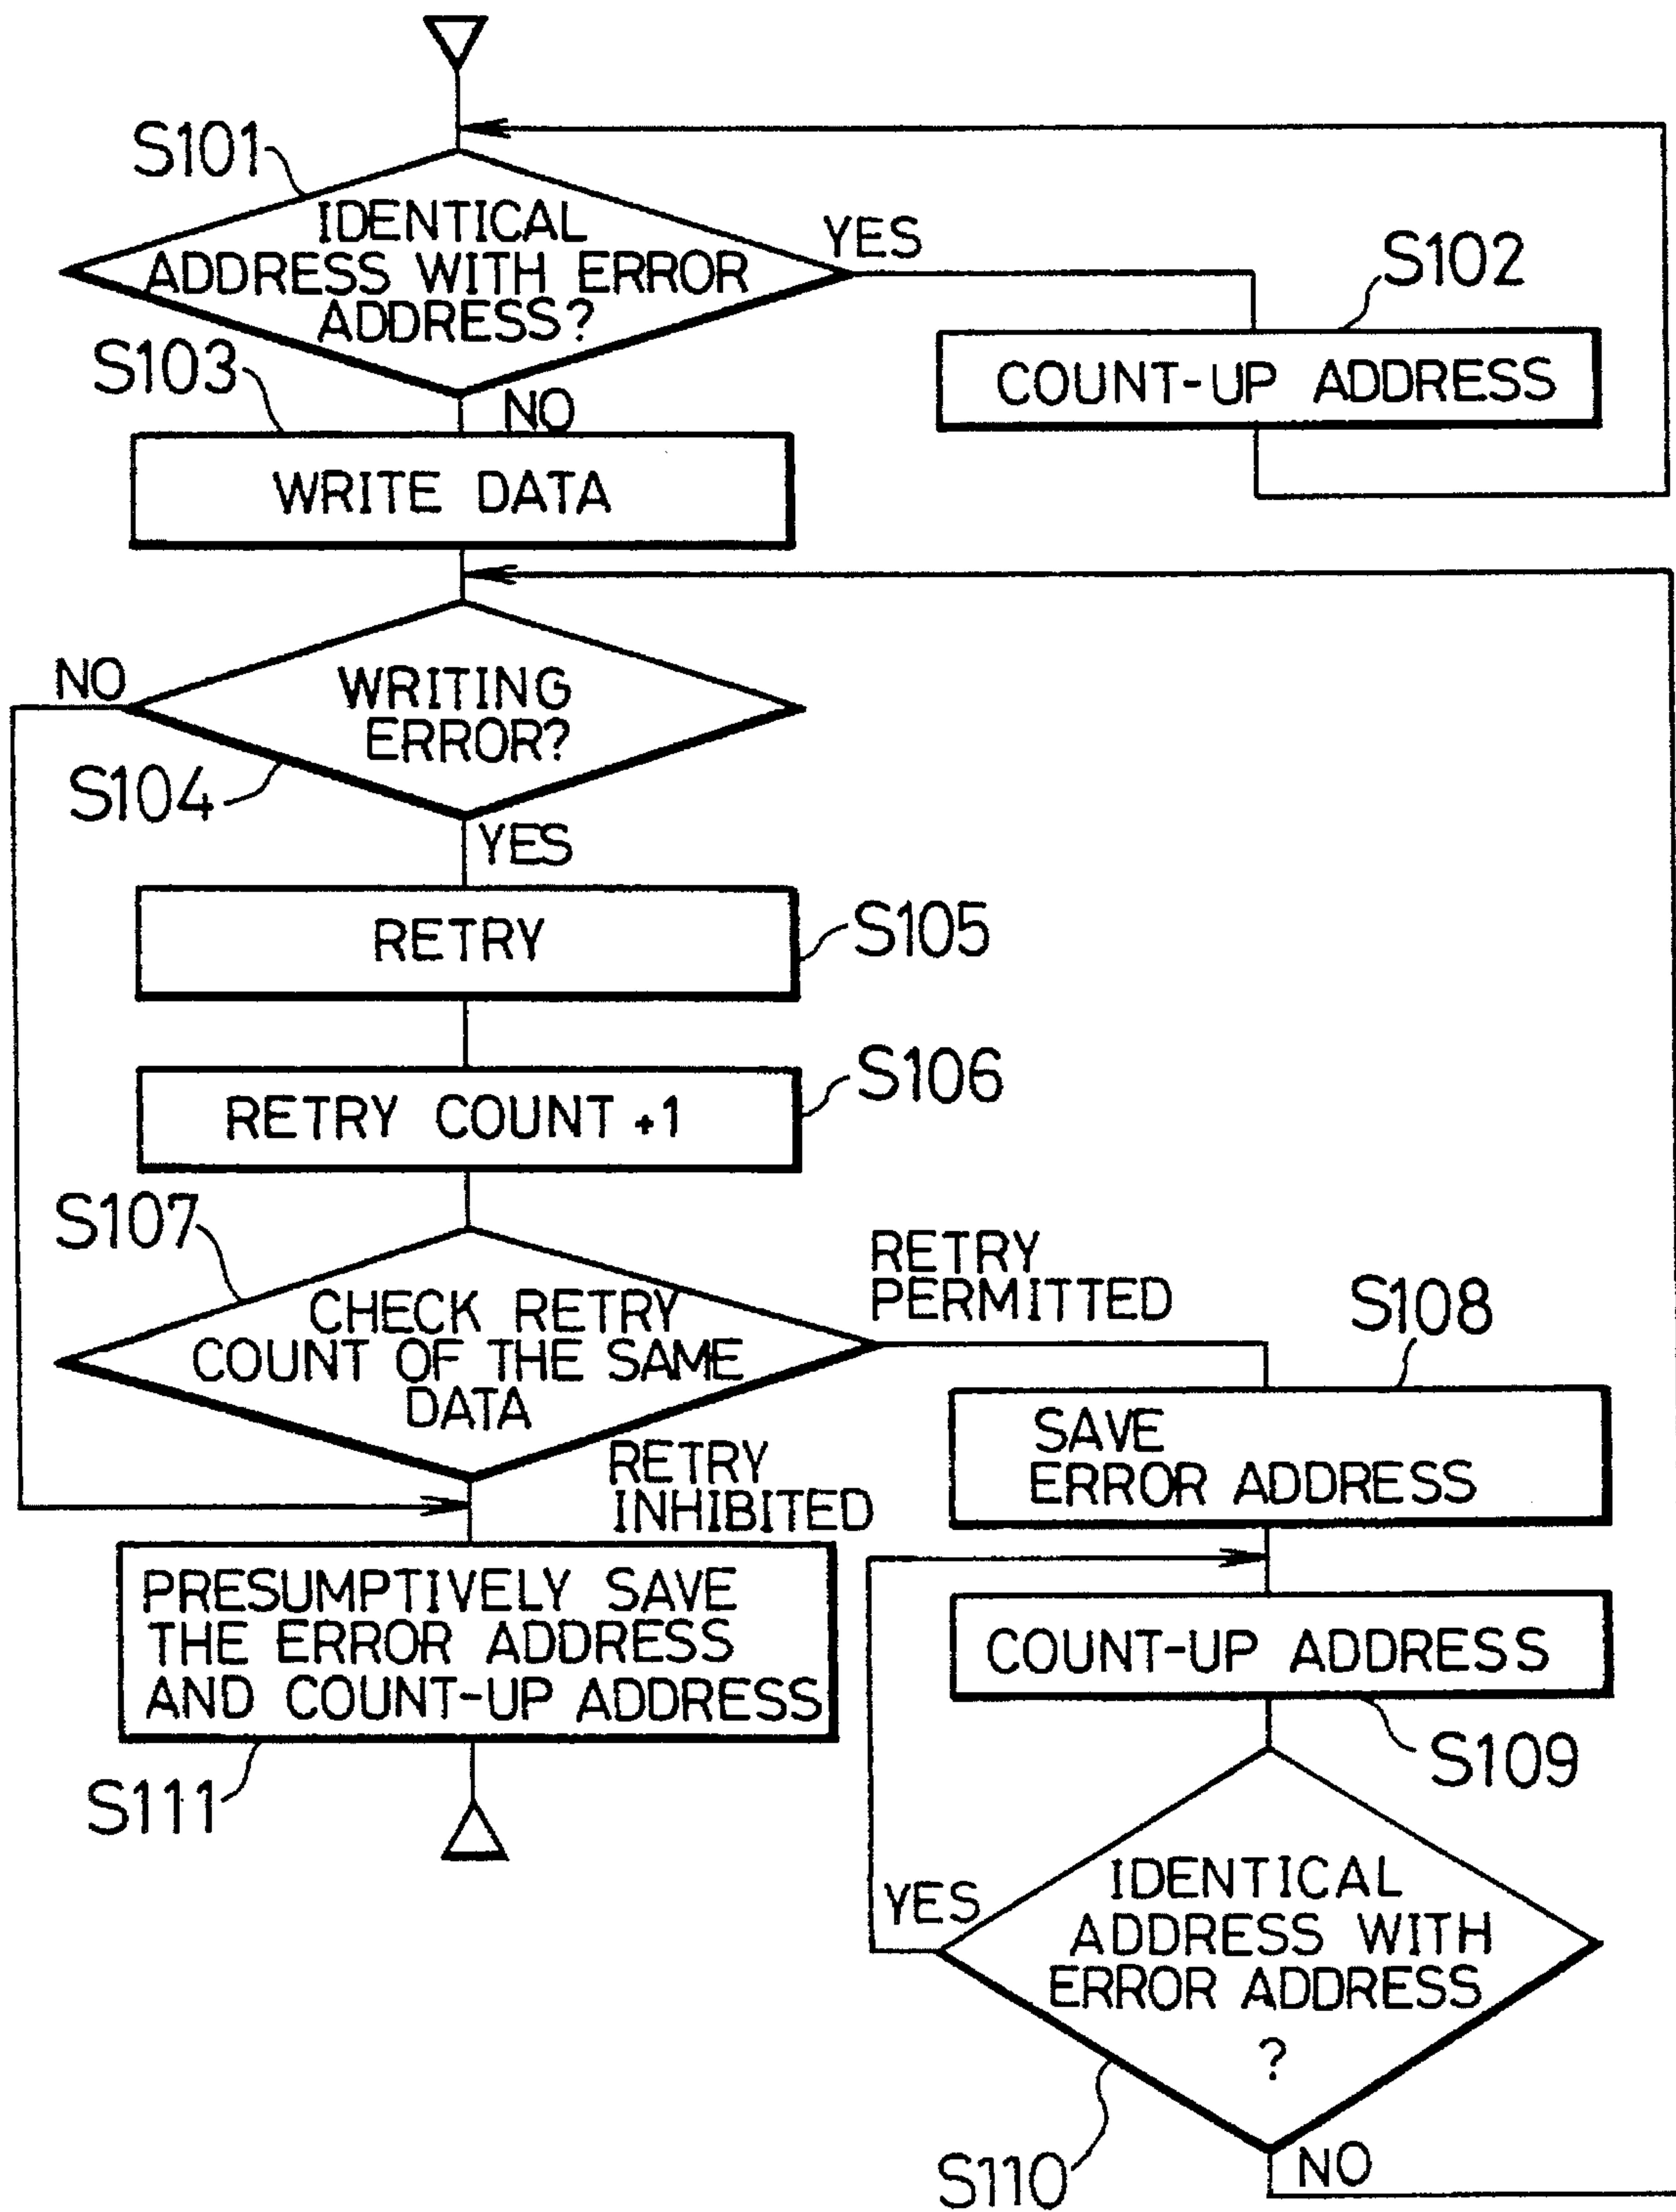 S101
IDENTICAL
ADDRESS WITH ERROR
ADDRESS?
YES
S102
COUNT-UP ADDRESS
NO
S103
WRITE DATA
NO
WRITING
ERROR?
S104
YES
RETRY
S105
RETRY COUNT +1
S106
S107
CHECK RETRY
COUNT OF THE SAME
DATA
RETRY
PERMITTED
S108
SAVE
ERROR ADDRESS
RETRY
INHIBITED
PRESUMPTIVELY SAVE
THE ERROR ADDRESS
AND COUNT-UP ADDRESS
S111
COUNT-UP ADDRESS
S109
YES
IDENTICAL
ADDRESS WITH
ERROR ADDRESS
?
S110
NO